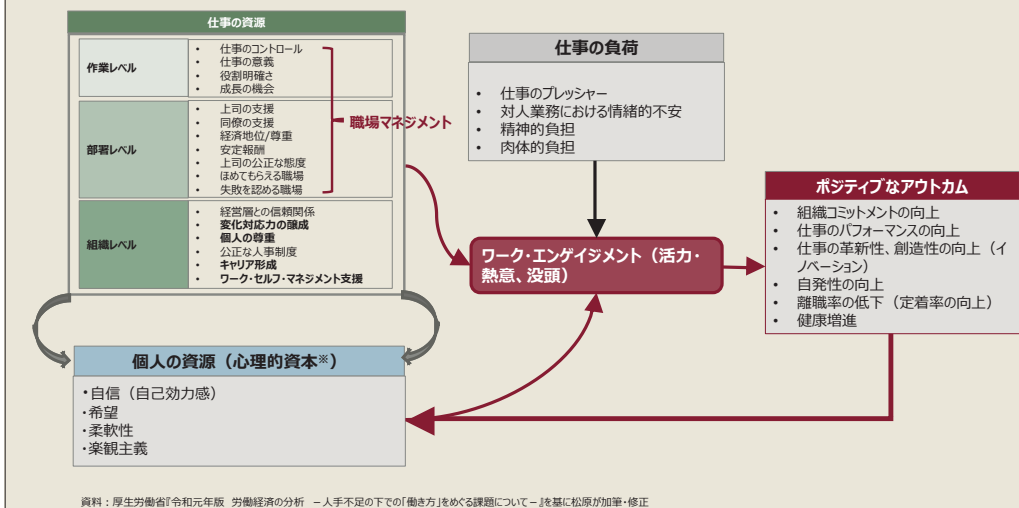 仕事の資源
作業レベル
• 仕事のコントロール
• 仕事の意義
• 役割明確さ
• 成長の機会
部署レベル
• 上司の支援
• 同僚の支援
• 経済地位/尊重
• 安定報酬
• 上司の公正な態度
• ほめてもらえる職場
• 失敗を認める職場
組織レベル
• 経営層との信頼関係
• 変化対応力の醸成
• 個人の尊重
• 公正な人事制度
• キャリア形成
• ワーク・セルフ・マネジメント支援
職場マネジメント
仕事の負荷
• 仕事のプレッシャー
• 対人業務における情緒的不安
• 精神的負担
• 肉体的負担
ワーク・エンゲイジメント（活力・
熱意、没頭）
ポジティブなアウトカム
• 組織コミットメントの向上
• 仕事のパフォーマンスの向上
• 仕事の革新性、創造性の向上（イ
ノベーション）
• 自発性の向上
• 離職率の低下（定着率の向上）
• 健康増進
個人の資源（心理的資本※）
・自信（自己効力感）
・希望
・柔軟性
・楽観主義
資料：厚生労働省『令和元年版 労働経済の分析 －人手不足の下での「働き方」をめぐる課題について－』を基に松原が加筆・修正